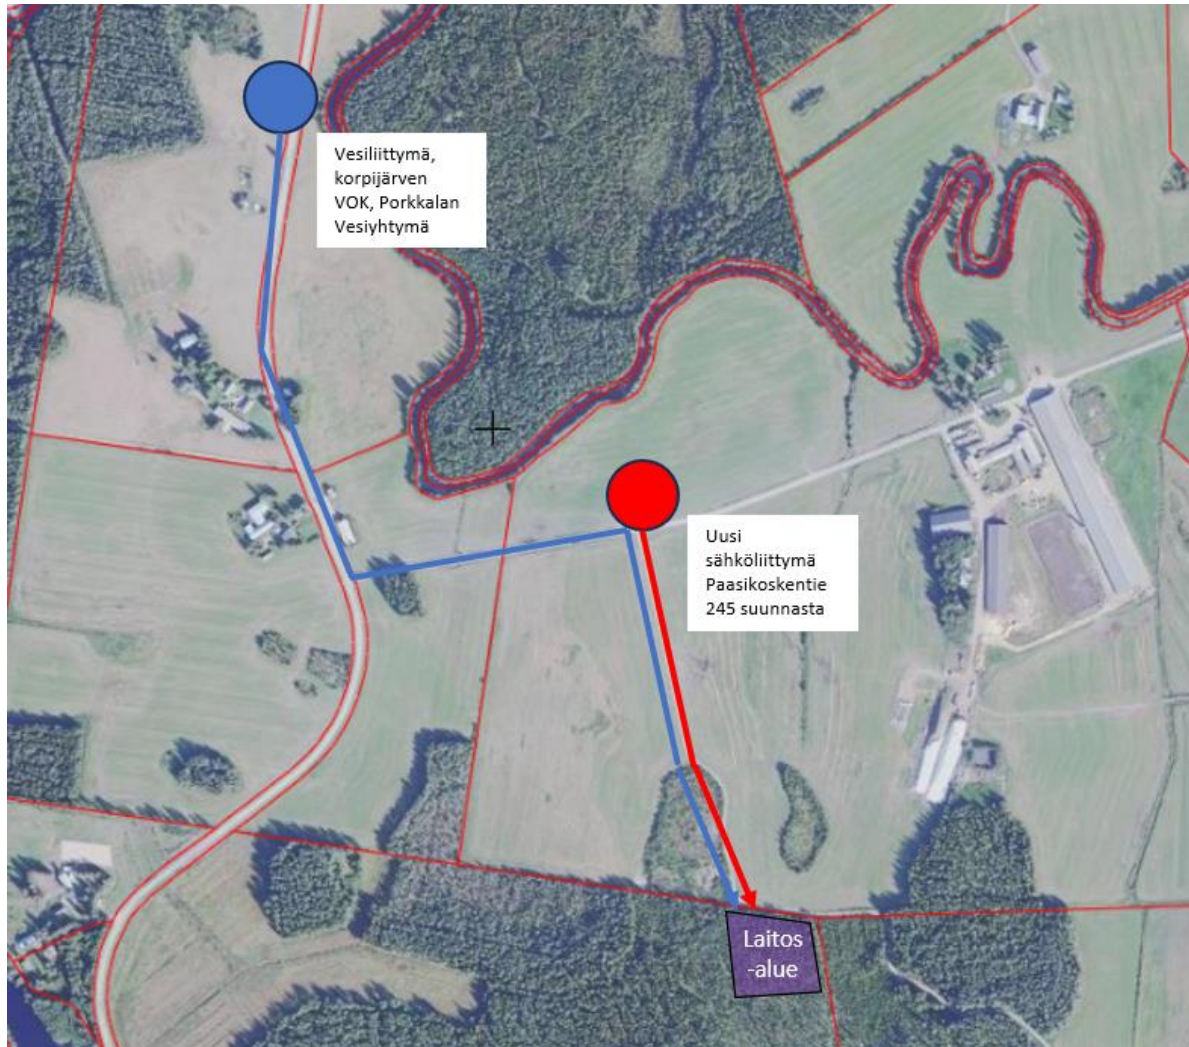 Vesiliittymä,
korpijärven
VOK, Porkkalan
Vesiyhtymä
Uusi
sähköliittymä
Paasikoskentie
245 suunnasta
Laitos
-alue